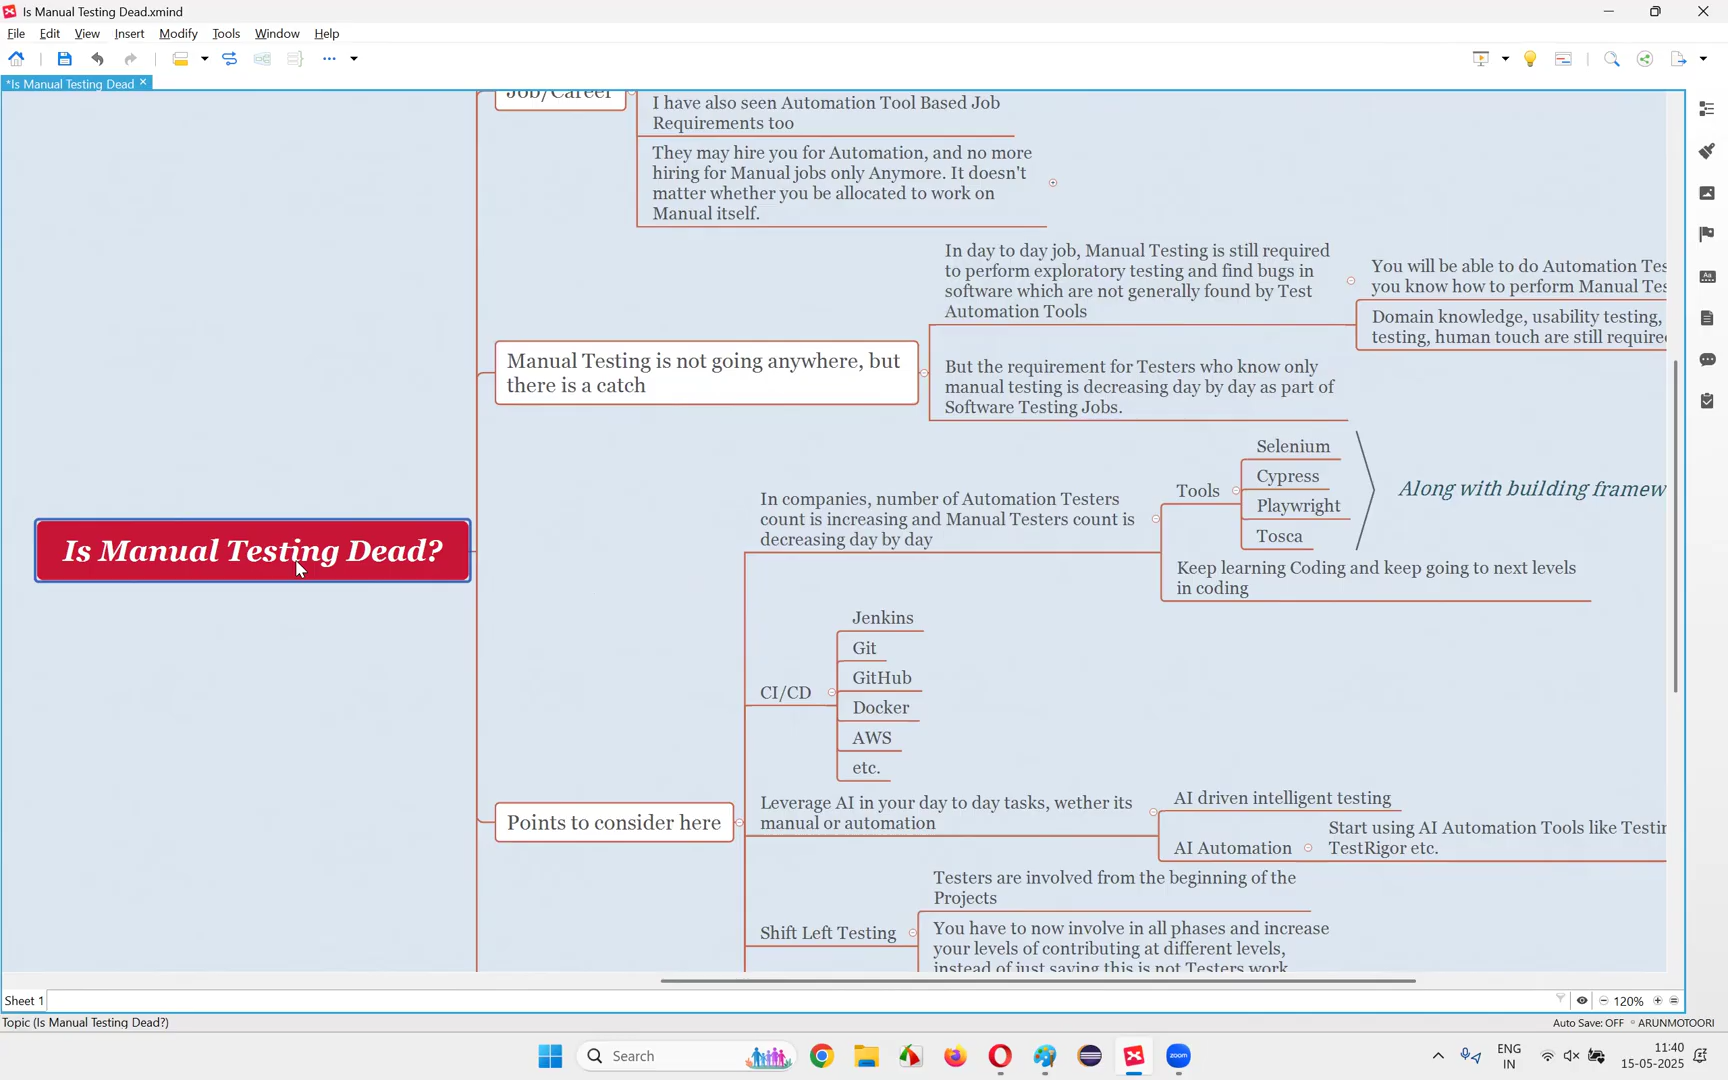 Is Manual Testing Dead.xmind
File Edit View Insert Modify Tools Window Help
*Is Manual Testing Dead
Job/Career
I have also seen Automation Tool Based Job
Requirements too
They may hire you for Automation, and no more
hiring for Manual jobs only Anymore. It doesn't
matter whether you be allocated to work on
Manual itself.
Manual Testing is not going anywhere, but
there is a catch
In day to day job, Manual Testing is still required
to perform exploratory testing and find bugs in
software which are not generally found by Test
Automation Tools
You will be able to do Automation Tes
you know how to perform Manual Tes
Domain knowledge, usability testing,
testing, human touch are still require
But the requirement for Testers who know only
manual testing is decreasing day by day as part of
Software Testing Jobs.
Is Manual Testing Dead?
In companies, number of Automation Testers
count is increasing and Manual Testers count is
decreasing day by day
Tools
Selenium
Cypress
Playwright
Tosca
Along with building framew
Keep learning Coding and keep going to next levels
in coding
CI/CD
Jenkins
Git
GitHub
Docker
AWS
etc.
Points to consider here
Leverage AI in your day to day tasks, wether its
manual or automation
AI driven intelligent testing
AI Automation
Start using AI Automation Tools like Testin
TestRigor etc.
Shift Left Testing
Testers are involved from the beginning of the
Projects
You have to now involve in all phases and increase
your levels of contributing at different levels,
instead of just saying this is not Testers work
Sheet 1
120%
Topic (Is Manual Testing Dead?)
Auto Save: OFF ARUNMOTOORI
Search
zoom
ENG
IN
11:40
15-05-2025